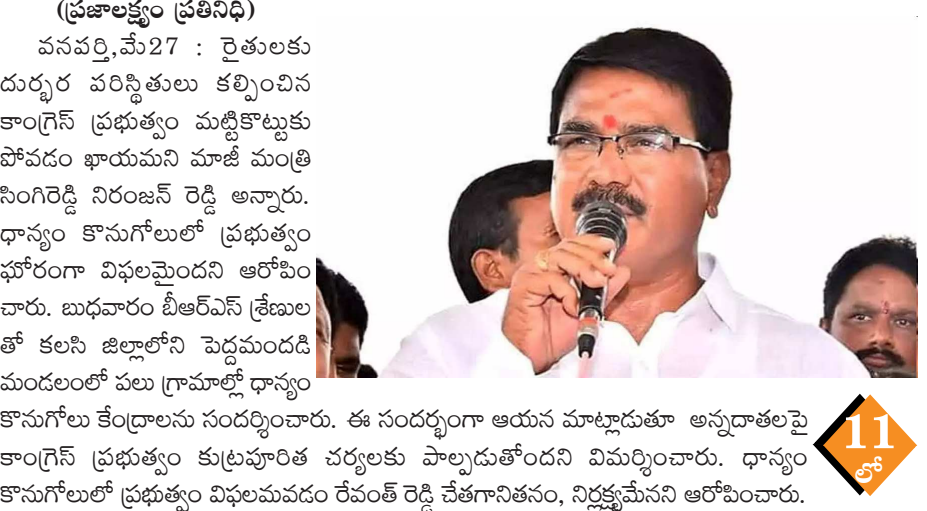 (ప్రజాలక్ష్యం ప్రతినిధి)
వనపర్తి,మే27 : రైతులకు
దుర్భర పరిస్థితులు కల్పించిన
కాంగ్రెస్ ప్రభుత్వం మట్టికొట్టుకు
పోవడం ఖాయమని మాజీ మంత్రి
సింగిరెడ్డి నిరంజన్ రెడ్డి అన్నారు.
ధాన్యం కొనుగోలులో ప్రభుత్వం
ఘోరంగా విఫలమైందని ఆరోపిం
చారు. బుధవారం బీఆర్ఎస్ శ్రేణుల
తో కలసి జిల్లాలోని పెద్దమందడి
మండలంలో పలు గ్రామాల్లో ధాన్యం
కొనుగోలు కేంద్రాలను సందర్శించారు. ఈ సందర్భంగా ఆయన మాట్లాడుతూ అన్నదాతలపై
కాంగ్రెస్ ప్రభుత్వం కుట్రపూరిత చర్యలకు పాల్పడుతోందని విమర్శించారు. ధాన్యం
కొనుగోలులో ప్రభుత్వం విఫలమవడం రేవంత్ రెడ్డి చేతగానితనం, నిర్లక్ష్యమేనని ఆరోపించారు.
11
లో